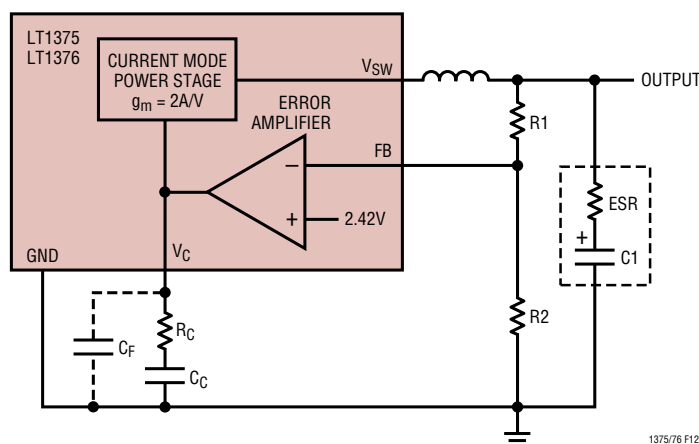 LT1375
LT1376
CURRENT MODE
POWER STAGE
gm = 2A/V
VSW
OUTPUT
ERROR
AMPLIFIER
R1
FB
–
+
2.42V
ESR
+
C1
GND
VC
R2
RC
CF
CC
1375/76 F12